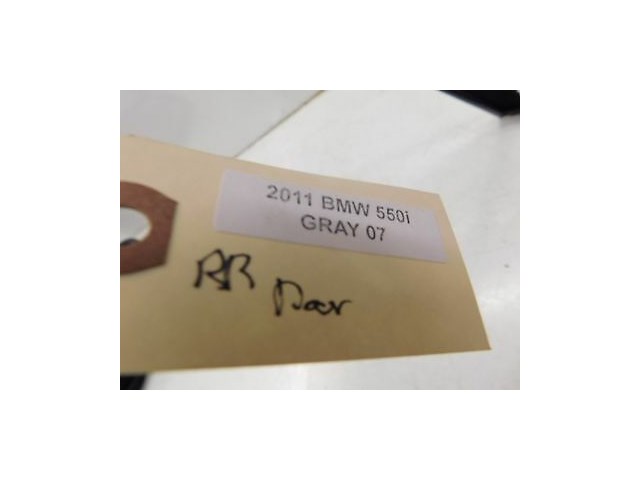 2011 BMW 550i
GRAY 07
RR Door